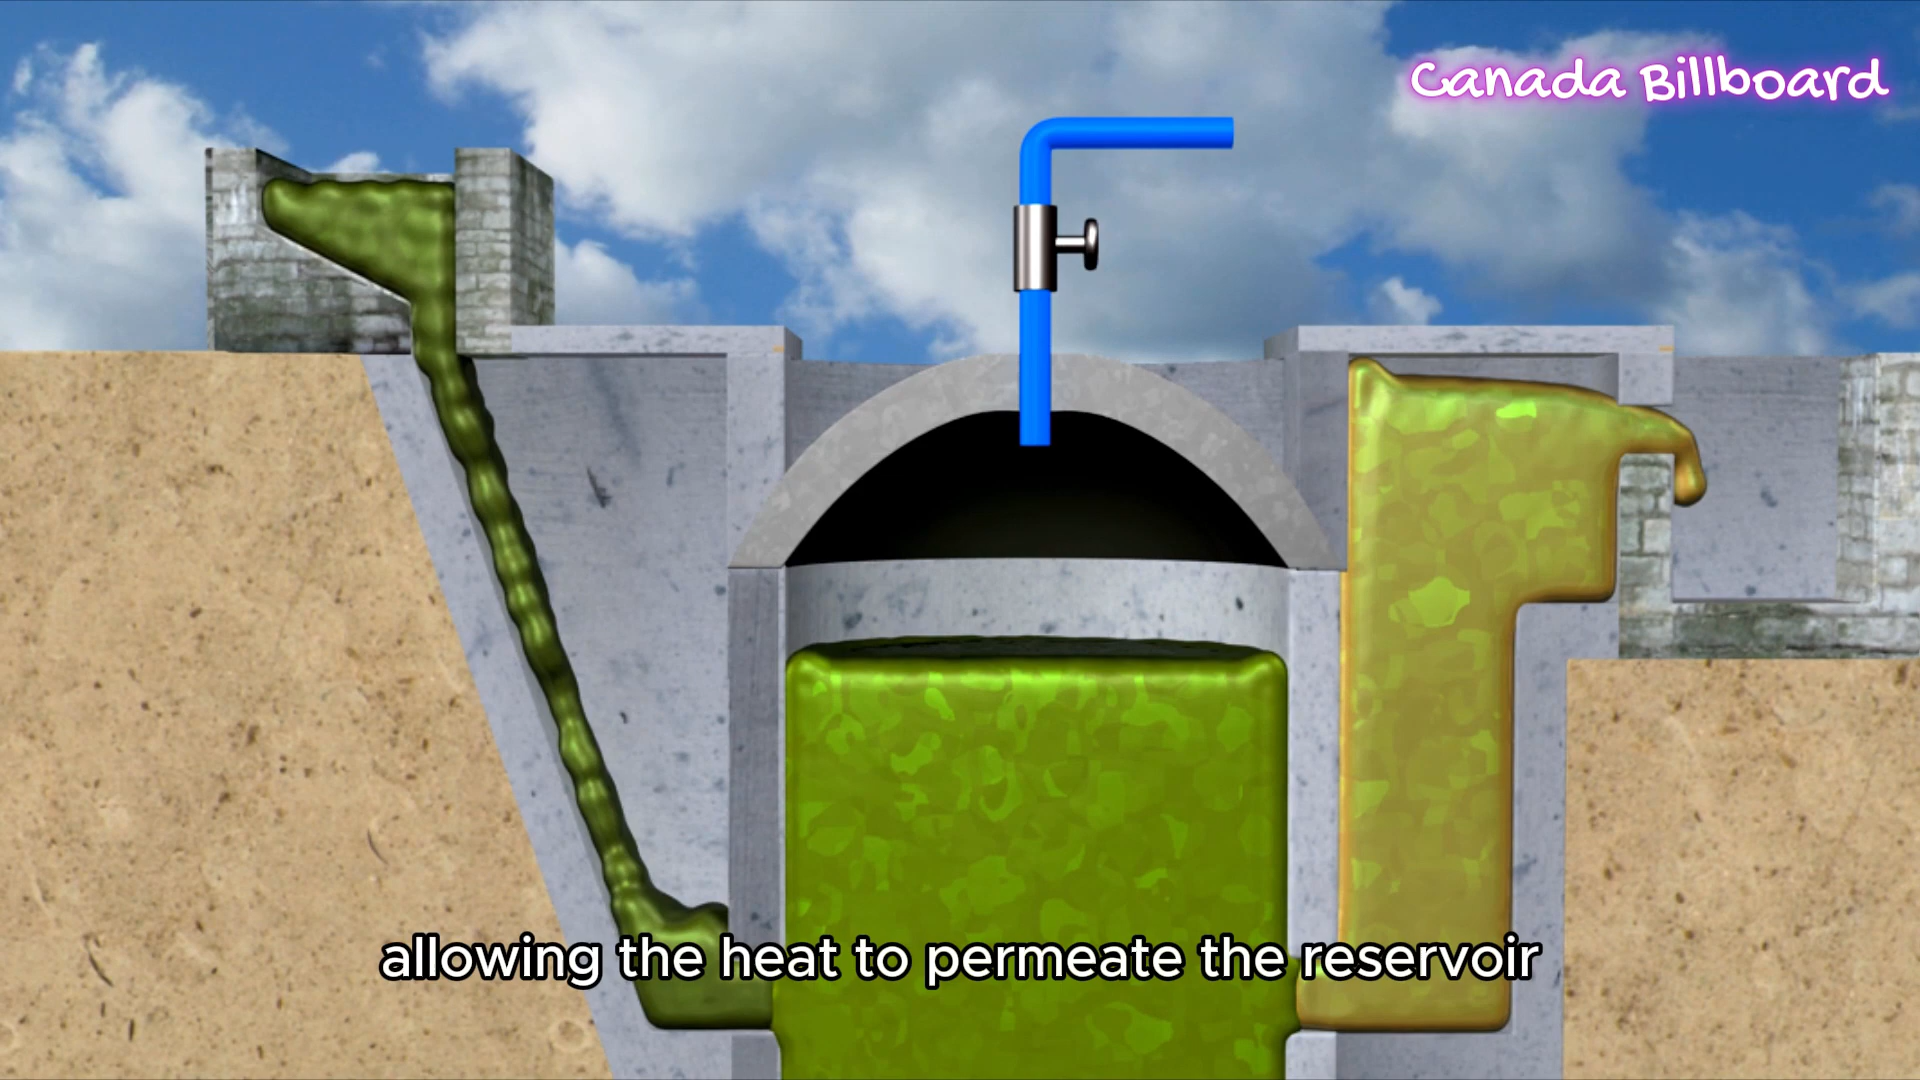 Canada Billboard
allowing the heat to permeate the reservoir